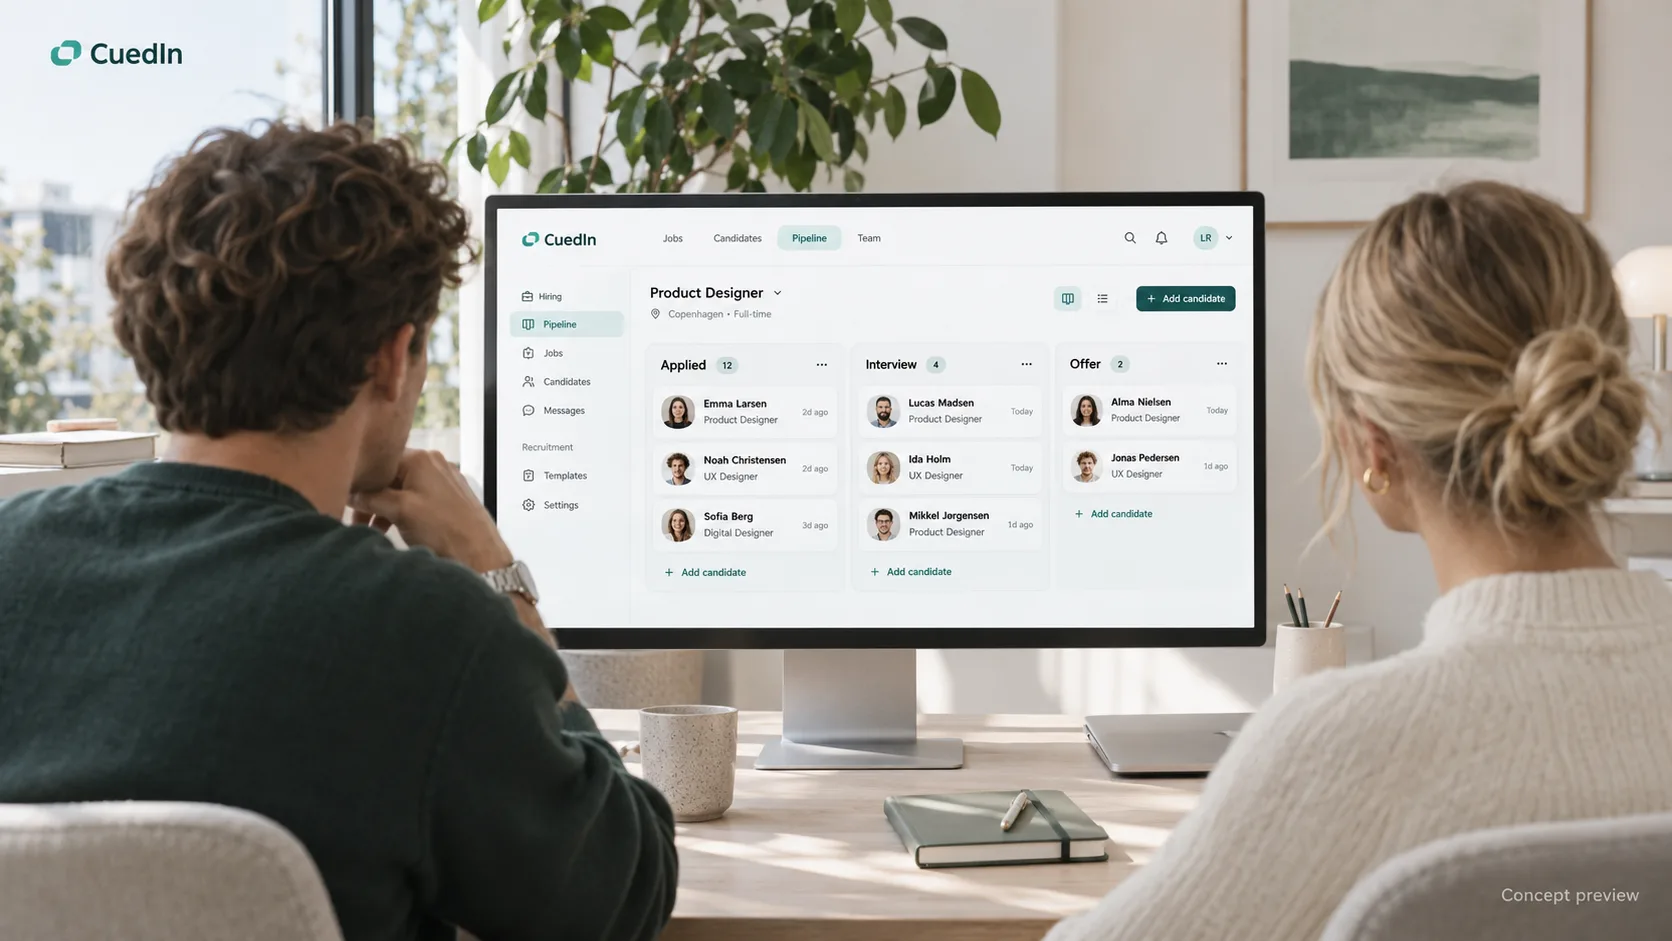 CuedIn
CuedIn
Jobs
Candidates
Pipeline
Team
LR
Hiring
Pipeline
Jobs
Candidates
Messages
Recruitment
Templates
Settings
Product Designer
Copenhagen • Full-time
+ Add candidate
Applied 12 ...
Emma Larsen
Product Designer
2d ago
Noah Christensen
UX Designer
2d ago
Sofia Berg
Digital Designer
3d ago
+ Add candidate
Interview 4 ...
Lucas Madsen
Product Designer
Today
Ida Holm
UX Designer
Today
Mikkel Jørgensen
Product Designer
1d ago
+ Add candidate
Offer 2 ...
Alma Nielsen
Product Designer
Today
Jonas Pedersen
UX Designer
1d ago
+ Add candidate
Concept preview